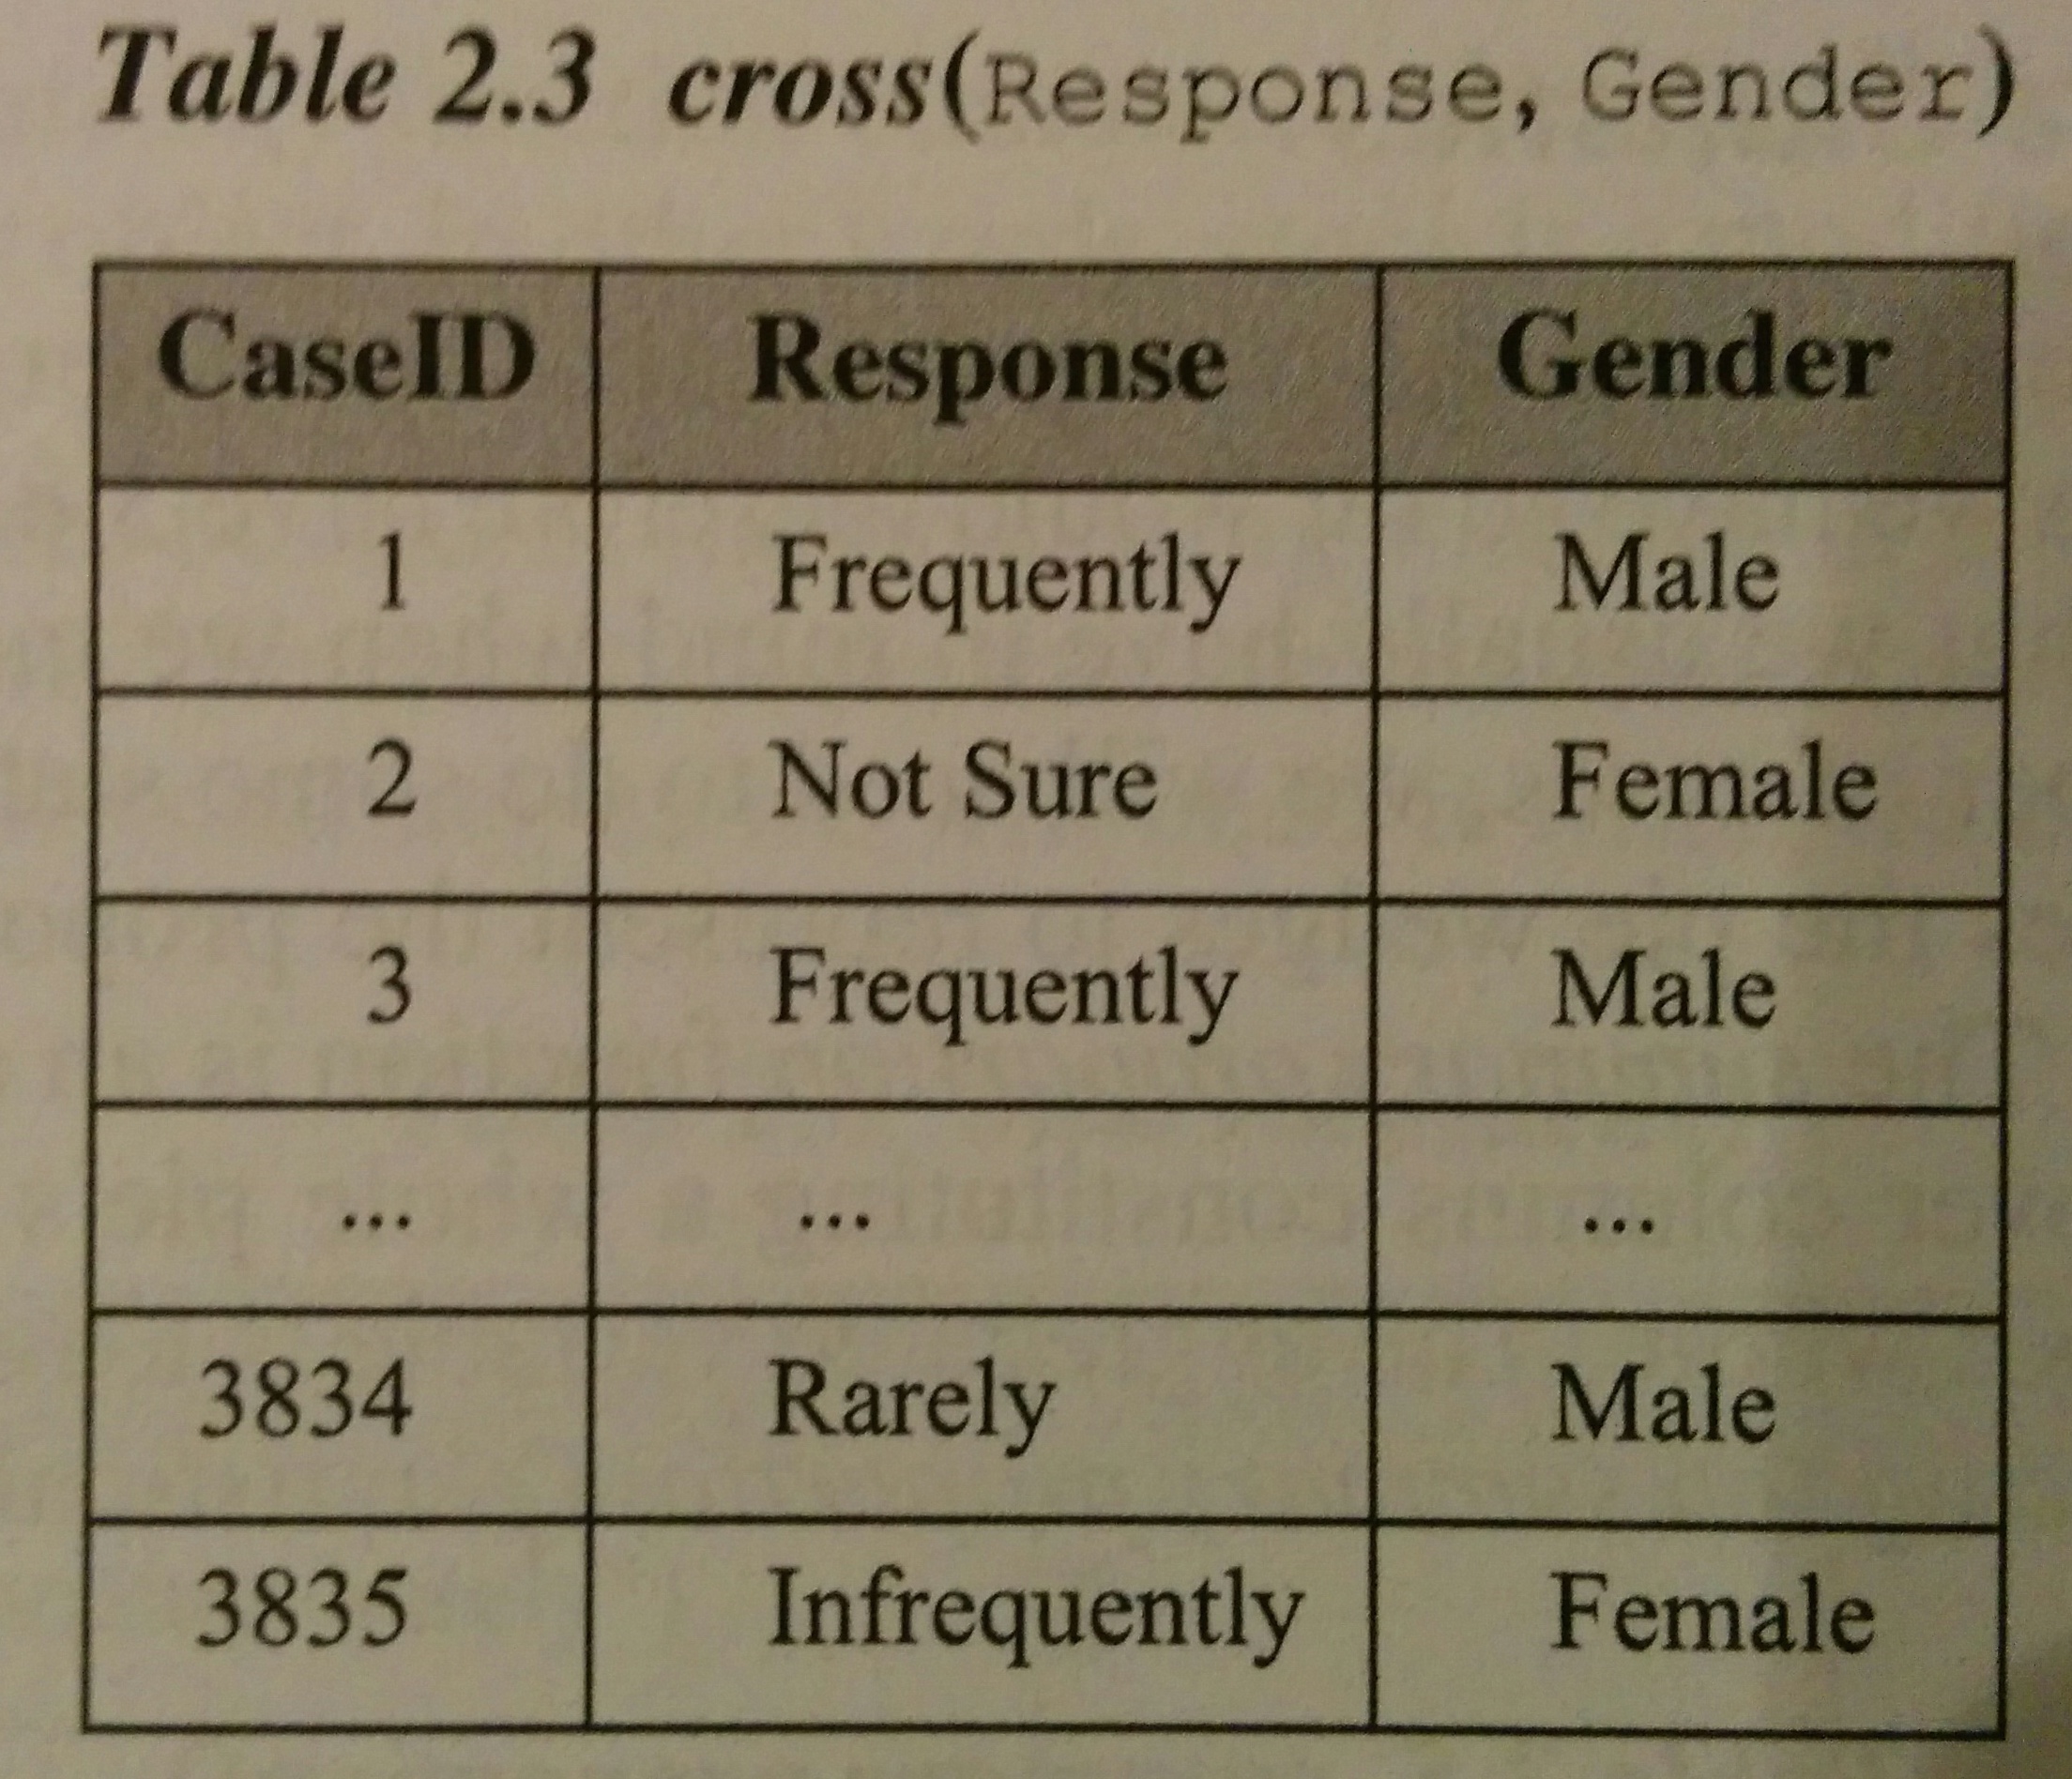 Table 2.3 cross(Response, Gender)
CaseID Response Gender
1 Frequently Male
2 Not Sure Female
3 Frequently Male
... ... ...
3834 Rarely Male
3835 Infrequently Female